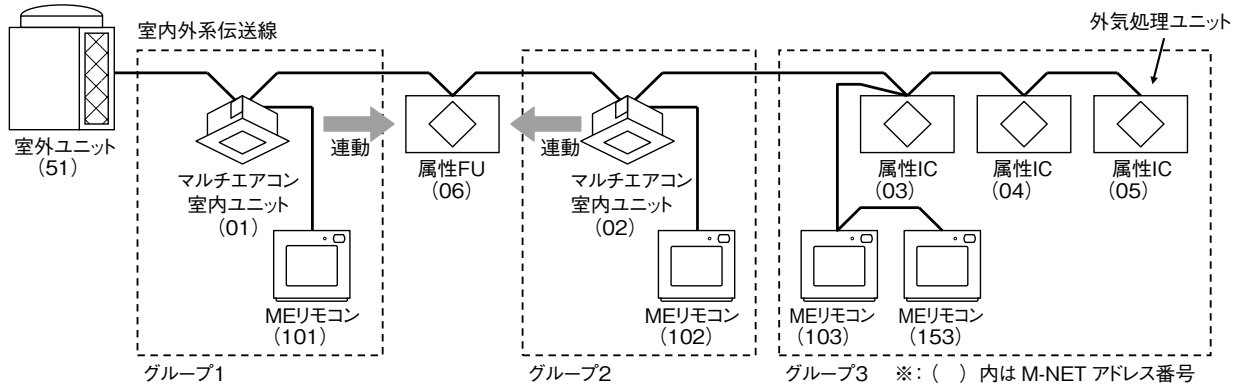 外気処理ユニット
室内外系伝送線
室外ユニット
(51)
連動
連動
マルチエアコン
室内ユニット
(01)
属性FU
(06)
マルチエアコン
室内ユニット
(02)
属性IC
(03)
属性IC
(04)
属性IC
(05)
MEリモコン
(101)
MEリモコン
(102)
MEリモコン
(103)
MEリモコン
(153)
グループ1
グループ2
グループ3
※:( )内は M-NET アドレス番号